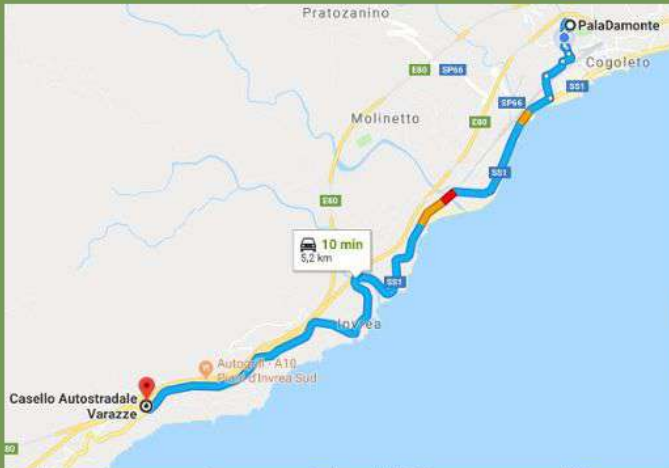 Pratozanino
PalaDamonte
E80
SP66
Cogoleto
SS1
SP66
Molinetto
E80
SS1
E80
10 min
5,2 km
SS1
Invrea
Autogrill - A10
Piani d'Invrea Sud
Casello Autostradale
Varazze
E80